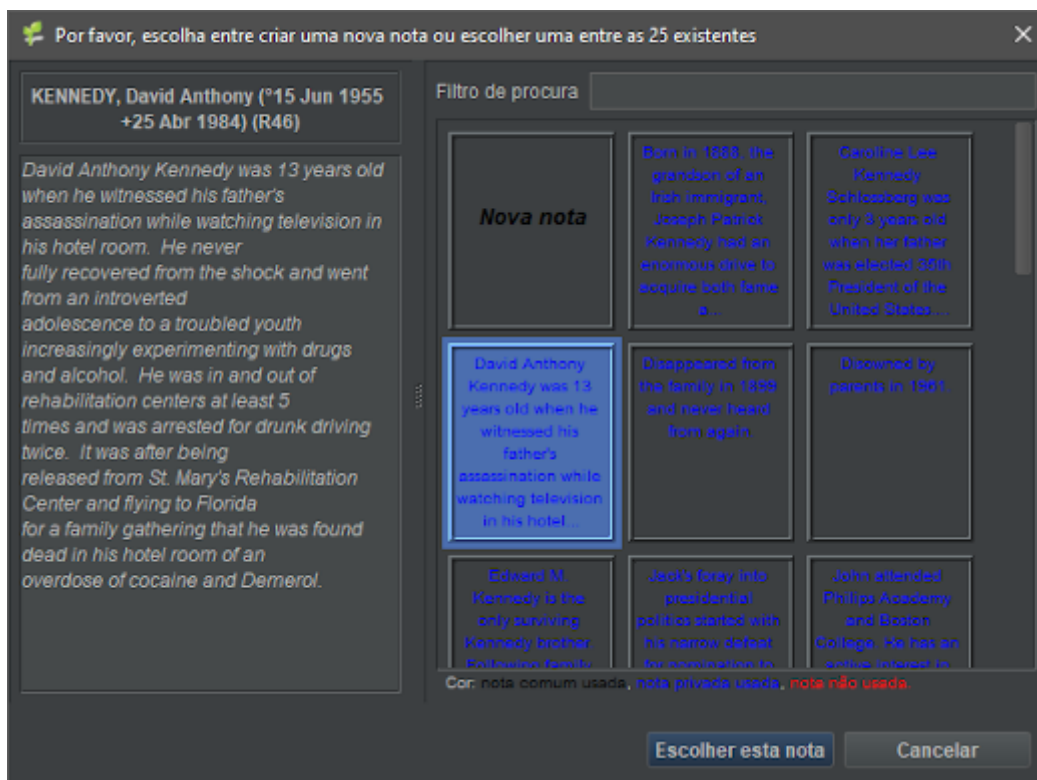 Por favor, escolha entre criar uma nova nota ou escolher uma entre as 25 existentes
KENNEDY, David Anthony (°15 Jun 1955
+25 Abr 1984) (R46)
David Anthony Kennedy was 13 years old
when he witnessed his father's
assassination while watching television in
his hotel room.  He never
fully recovered from the shock and went
from an introverted
adolescence to a troubled youth
increasingly experimenting with drugs
and alcohol.  He was in and out of
rehabilitation centers at least 5
times and was arrested for drunk driving
twice.  It was after being
released from St. Mary's Rehabilitation
Center and flying to Florida
for a family gathering that he was found
dead in his hotel room of an
overdose of cocaine and Demerol.
Filtro de procura
Nova nota
Born in 1888, the
grandson of an
Irish immigrant,
Joseph Patrick
Kennedy had an
enormous drive to
acquire both fame
a...
Caroline Lee
Kennedy
Schlossberg was
only 3 years old
when her father
was elected 35th
President of the
United States....
David Anthony
Kennedy was 13
years old when he
witnessed his
father's
assassination while
watching television
in his hotel...
Disappeared from
the family in 1899
and never heard
from again.
Disowned by
parents in 1961.
Edward M.
Kennedy is the
only surviving
Kennedy brother.
Following family
Jack's foray into
presidential
politics started with
his narrow defeat
for nomination to
John attended
Philips Academy
and Boston
College. He has an
active interest in
Cor: nota comum usada, nota privada usada, nota não usada.
Escolher esta nota
Cancelar